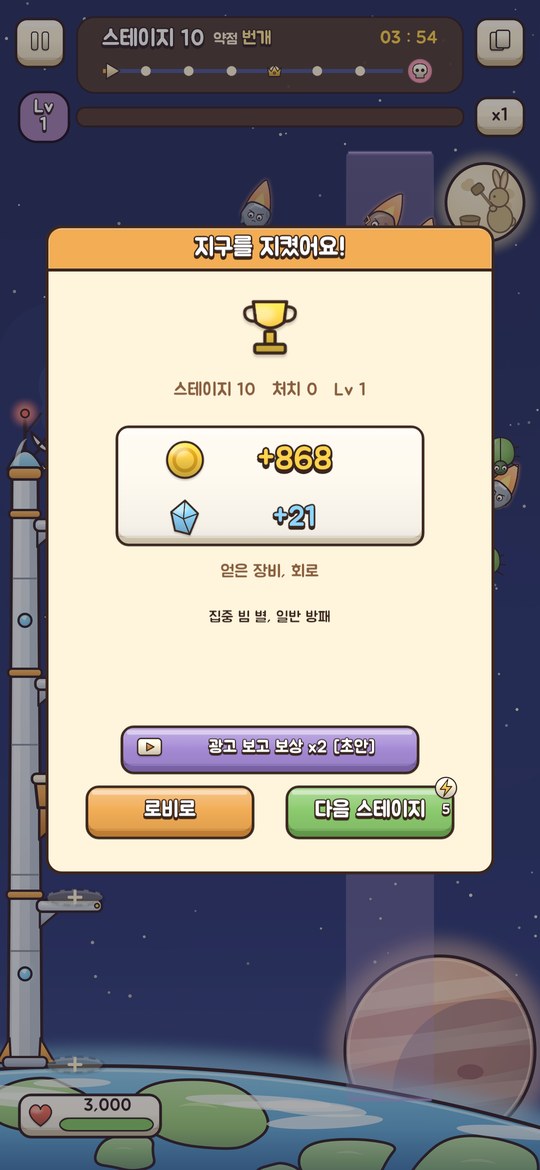 스테이지 10 약점 번개 03 : 54
Lv
1
x1
지구를 지켰어요!
스테이지 10 처치 0 Lv 1
+868
+21
얻은 장비, 회로
집중 빔 별, 일반 방패
광고 보고 보상 x2 [초안]
로비로
다음 스테이지 5
3,000